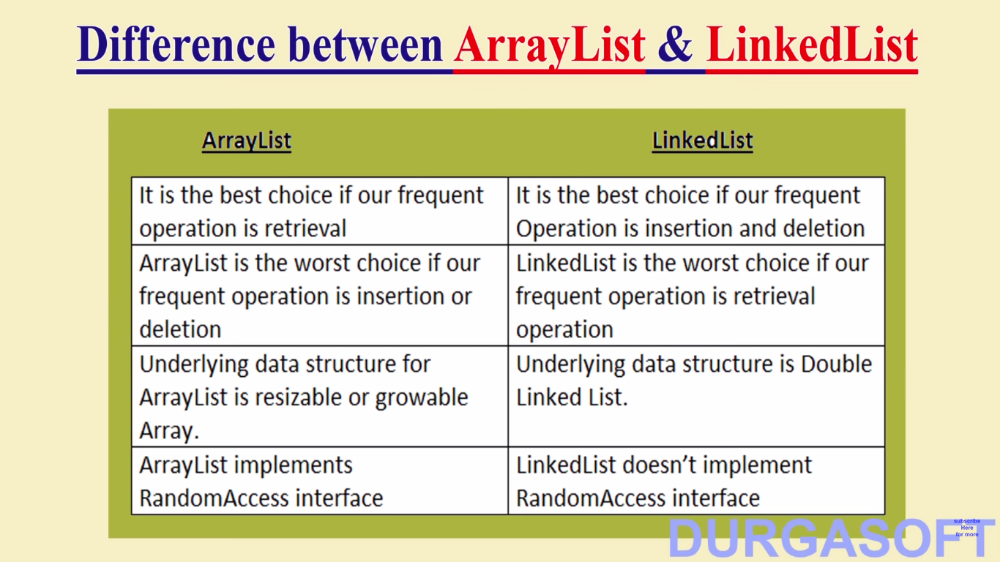 Difference between ArrayList & LinkedList
ArrayList
LinkedList
It is the best choice if our frequent
operation is retrieval
It is the best choice if our frequent
Operation is insertion and deletion
ArrayList is the worst choice if our
frequent operation is insertion or
deletion
LinkedList is the worst choice if our
frequent operation is retrieval
operation
Underlying data structure for
ArrayList is resizable or growable
Array.
Underlying data structure is Double
Linked List.
ArrayList implements
RandomAccess interface
LinkedList doesn’t implement
RandomAccess interface
DURGASOFT
subscribe
Here
for more